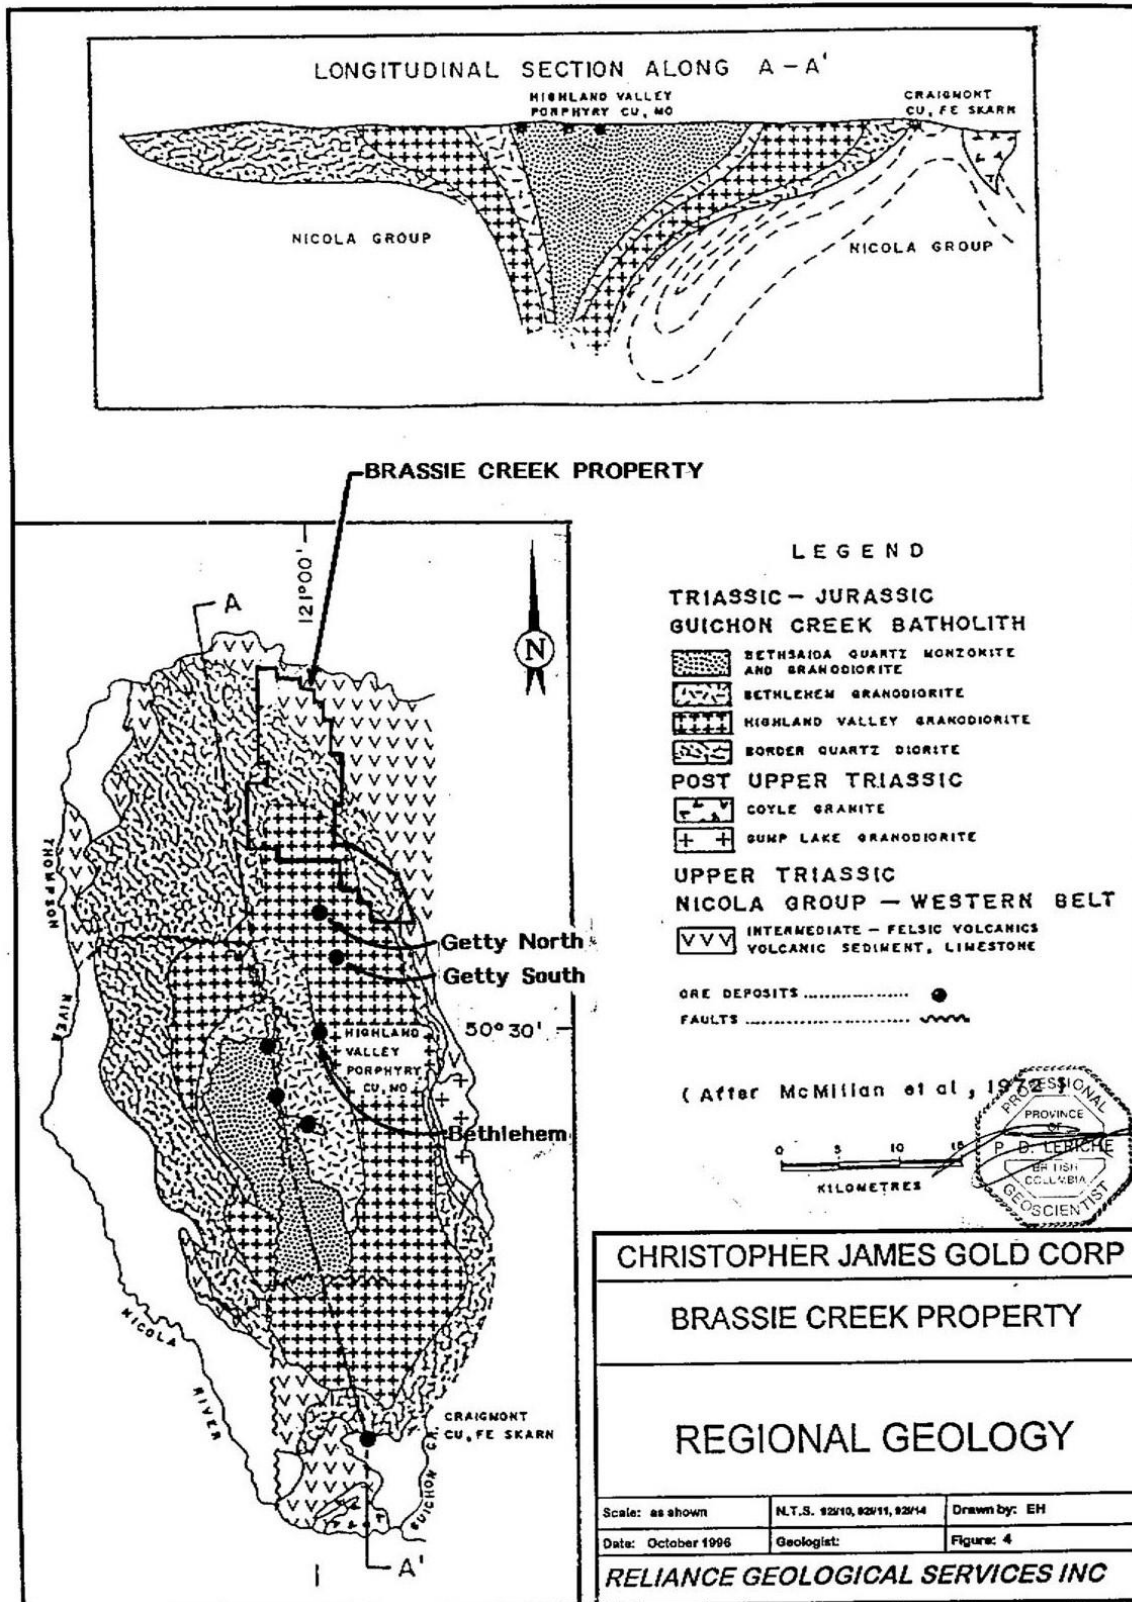 LONGITUDINAL SECTION ALONG A-A'
HIGHLAND VALLEY
PORPHYRY CU, MO
CRAIGMONT
CU, FE SKARN
NICOLA GROUP
NICOLA GROUP
BRASSIE CREEK PROPERTY
121°00'
A
N
THOMPSON
RIVER
Getty North
Getty South
50°30'
HIGHLAND
VALLEY
PORPHYRY
CU, MO
Bethlehem
NICOLA
RIVER
CRAIGMONT
CU, FE SKARN
GUICHON CR.
A'
LEGEND
TRIASSIC - JURASSIC
GUICHON CREEK BATHOLITH
BETHSAIDA QUARTZ MONZONITE
AND GRANODIORITE
BETHLEHEM GRANODIORITE
HIGHLAND VALLEY GRANODIORITE
BORDER QUARTZ DIORITE
POST UPPER TRIASSIC
COYLE GRANITE
GUMP LAKE GRANODIORITE
UPPER TRIASSIC
NICOLA GROUP - WESTERN BELT
INTERMEDIATE - FELSIC VOLCANICS
VOLCANIC SEDIMENT, LIMESTONE
ORE DEPOSITS ..................
FAULTS ..................
(After McMillan et al, 1972)
PROFESSIONAL
PROVINCE
OF
P. D. LERICHE
BRITISH
COLUMBIA
GEOSCIENTIST
0 5 10 15
KILOMETRES
CHRISTOPHER JAMES GOLD CORP
BRASSIE CREEK PROPERTY
REGIONAL GEOLOGY
Scale: as shown N.T.S. 92I/10, 92I/11, 92I/14 Drawn by: EH
Date: October 1996 Geologist: Figure: 4
RELIANCE GEOLOGICAL SERVICES INC